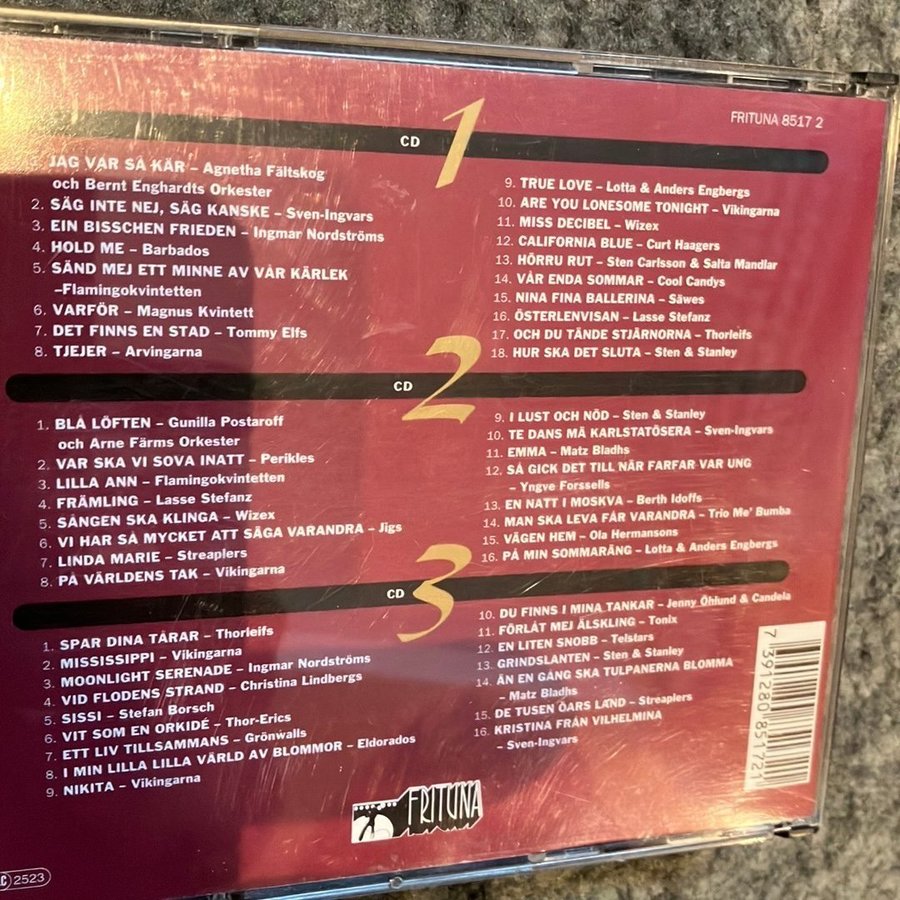 FRITUNA 8517 2
CD 1
JAG VAR SÅ KÄR – Agnetha Fältskog
och Bernt Enghardts Orkester
2. SÄG INTE NEJ, SÄG KANSKE – Sven-Ingvars
3. EIN BISSCHEN FRIEDEN – Ingmar Nordströms
4. HOLD ME – Barbados
5. SÄND MEJ ETT MINNE AV VÅR KÄRLEK
–Flamingokvintetten
6. VARFÖR – Magnus Kvintett
7. DET FINNS EN STAD – Tommy Elfs
8. TJEJER – Arvingarna
9. TRUE LOVE – Lotta & Anders Engbergs
10. ARE YOU LONESOME TONIGHT – Vikingarna
11. MISS DECIBEL – Wizex
12. CALIFORNIA BLUE – Curt Haagers
13. HÖRRU RUT – Sten Carlsson & Salta Mandlar
14. VÅR ENDA SOMMAR – Cool Candys
15. NINA FINA BALLERINA – Säwes
16. ÖSTERLENVISAN – Lasse Stefanz
17. OCH DU TÄNDE STJÄRNORNA – Thorleifs
18. HUR SKA DET SLUTA – Sten & Stanley
CD 2
1. BLÅ LÖFTEN – Gunilla Postaroff
och Arne Färms Orkester
2. VAR SKA VI SOVA INATT – Perikles
3. LILLA ANN – Flamingokvintetten
4. FRÄMLING – Lasse Stefanz
5. SÅNGEN SKA KLINGA – Wizex
6. VI HAR SÅ MYCKET ATT SÄGA VARANDRA – Jigs
7. LINDA MARIE – Streaplers
8. PÅ VÄRLDENS TAK – Vikingarna
9. I LUST OCH NÖD – Sten & Stanley
10. TE DANS MÄ KARLSTATÖSERA – Sven-Ingvars
11. EMMA – Matz Bladhs
12. SÅ GICK DET TILL NÄR FARFAR VAR UNG
– Yngve Forssells
13. EN NATT I MOSKVA – Berth Idoffs
14. MAN SKA LEVA FÅR VARANDRA – Trio Me' Bumba
15. VÄGEN HEM – Ola Hermansons
16. PÅ MIN SOMMARÄNG – Lotta & Anders Engbergs
CD 3
1. SPAR DINA TÅRAR – Thorleifs
2. MISSISSIPPI – Vikingarna
3. MOONLIGHT SERENADE – Ingmar Nordströms
4. VID FLODENS STRAND – Christina Lindbergs
5. SISSI – Stefan Borsch
6. VIT SOM EN ORKIDÉ – Thor-Erics
7. ETT LIV TILLSAMMANS – Grönwalls
8. I MIN LILLA LILLA VÄRLD AV BLOMMOR – Eldorados
9. NIKITA – Vikingarna
10. DU FINNS I MINA TANKAR – Jenny Öhlund & Candela
11. FÖRLÅT MEJ ÄLSKLING – Tonix
12. EN LITEN SNOBB – Telstars
13. GRINDSLANTEN – Sten & Stanley
14. ÄN EN GÅNG SKA TULPANERNA BLOMMA
– Matz Bladhs
15. DE TUSEN ÖARS LAND – Streaplers
16. KRISTINA FRÅN VILHELMINA
– Sven-Ingvars
7 391280 851721
FRITUNA
2523